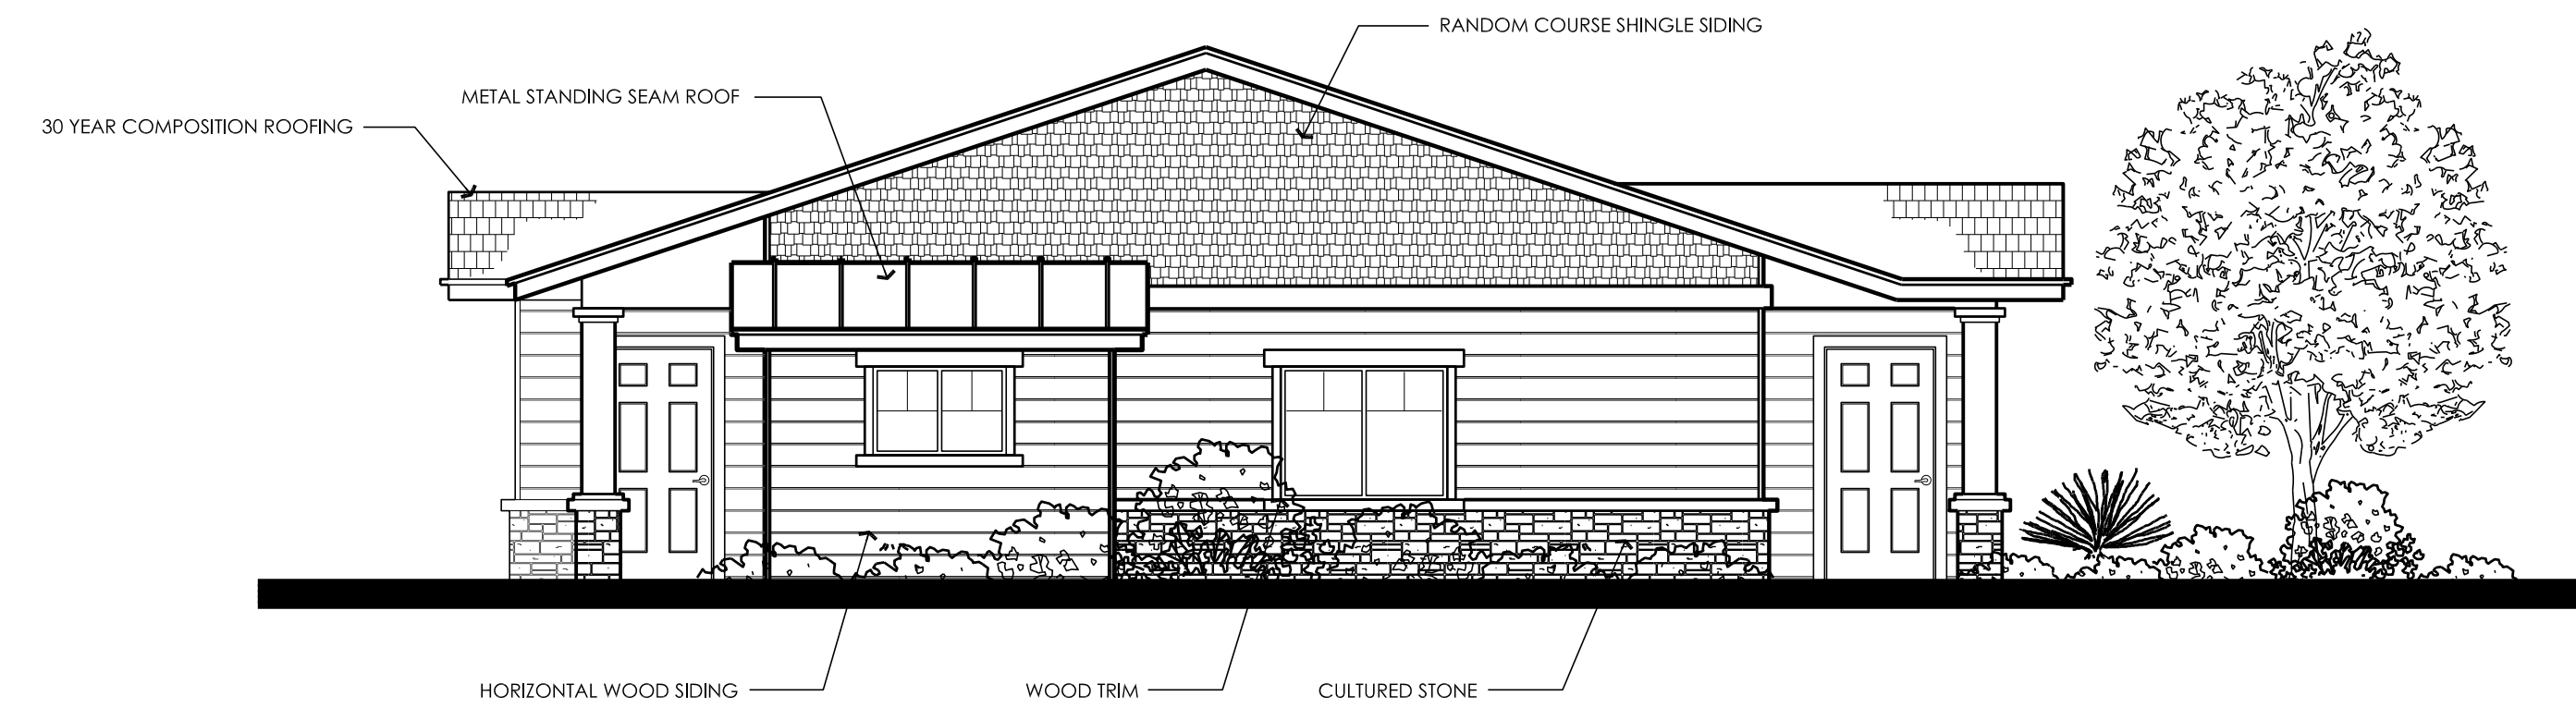 RANDOM COURSE SHINGLE SIDING
METAL STANDING SEAM ROOF
30 YEAR COMPOSITION ROOFING
HORIZONTAL WOOD SIDING
WOOD TRIM
CULTURED STONE